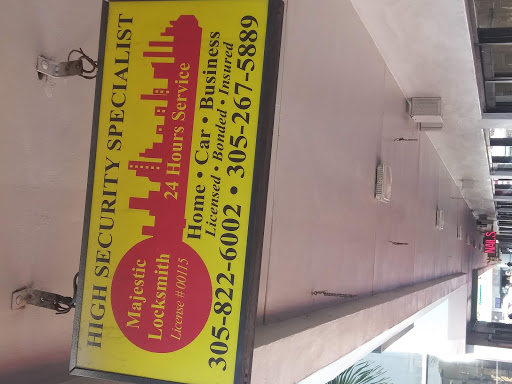 HIGH SECURITY SPECIALIST
Majestic
Locksmith
License # 00115
24 Hours Service
Home • Car • Business
Licensed • Bonded • Insured
305-822-6002 • 305-267-5889
NAILS